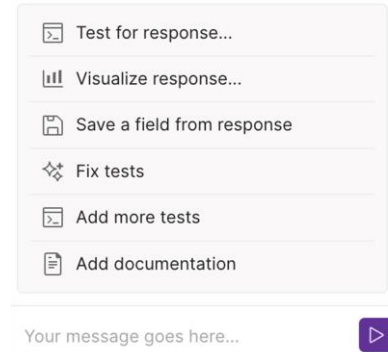 Test for response...
Visualize response...
Save a field from response
Fix tests
Add more tests
Add documentation
Your message goes here...